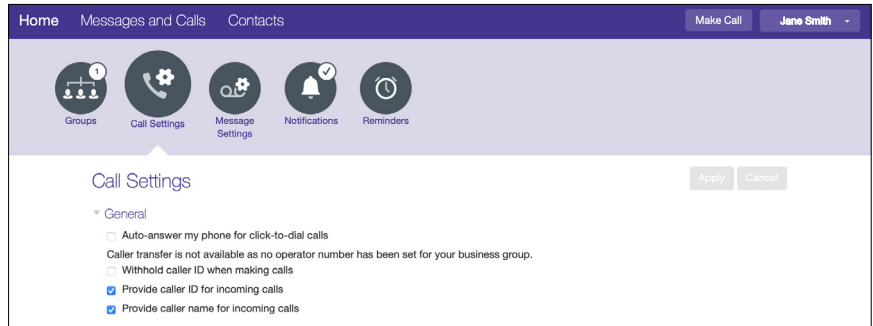 Home Messages and Calls Contacts Make Call Jane Smith
1
Groups
Call Settings
Message
Settings
Notifications
Reminders
Call Settings
Apply Cancel
General
Auto-answer my phone for click-to-dial calls
Caller transfer is not available as no operator number has been set for your business group.
Withhold caller ID when making calls
Provide caller ID for incoming calls
Provide caller name for incoming calls